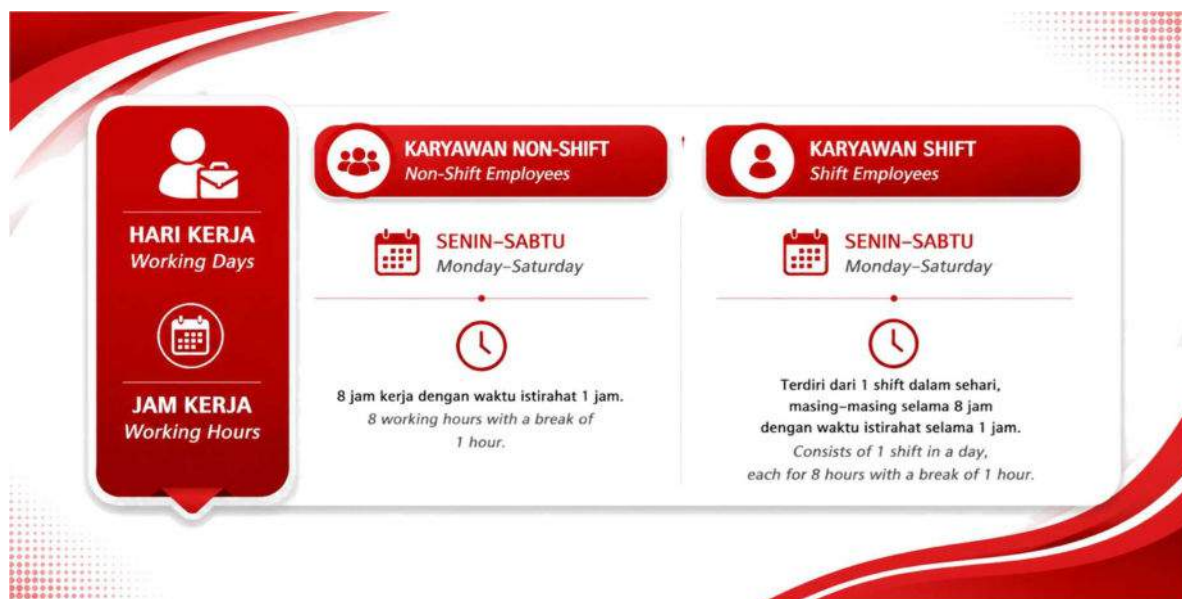 HARI KERJA
Working Days
JAM KERJA
Working Hours
KARYAWAN NON-SHIFT
Non-Shift Employees
SENIN–SABTU
Monday–Saturday
8 jam kerja dengan waktu istirahat 1 jam.
8 working hours with a break of
1 hour.
KARYAWAN SHIFT
Shift Employees
SENIN–SABTU
Monday–Saturday
Terdiri dari 1 shift dalam sehari,
masing-masing selama 8 jam
dengan waktu istirahat selama 1 jam.
Consists of 1 shift in a day,
each for 8 hours with a break of 1 hour.